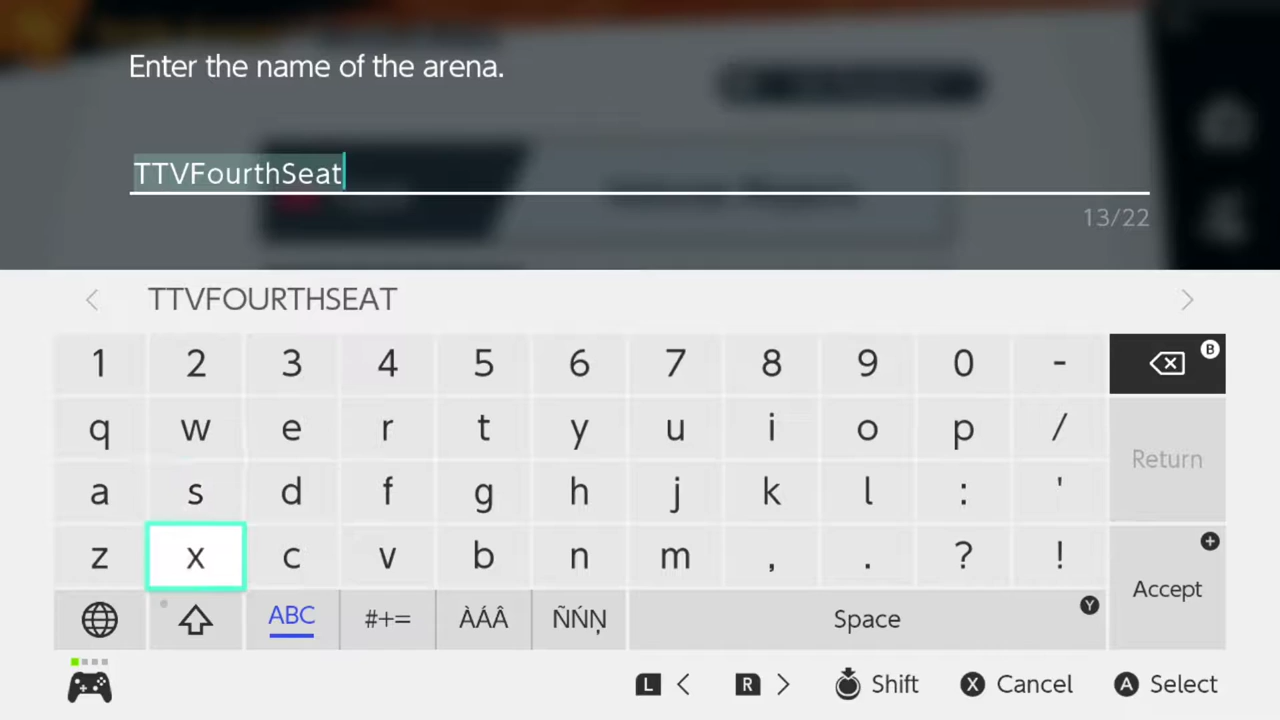 Enter the name of the arena.
TTVFourthSeat
13/22
TTVFOURTHSEAT
1 2 3 4 5 6 7 8 9 0 - B
q w e r t y u i o p /
Return
a s d f g h j k l : '
z x c v b n m , . ? ! +
Accept
ABC #+= ÀÁÂ ÑŃŅ Space Y
L R Shift X Cancel A Select